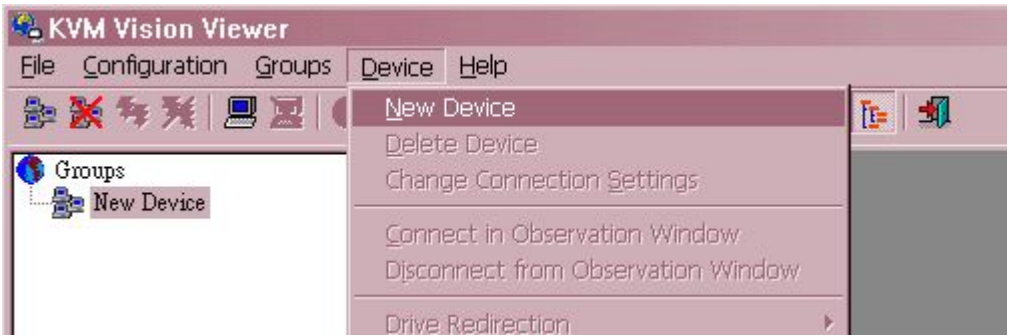 KVM Vision Viewer
File Configuration Groups Device Help
New Device
Delete Device
Change Connection Settings
Connect in Observation Window
Disconnect from Observation Window
Drive Redirection
Groups
New Device